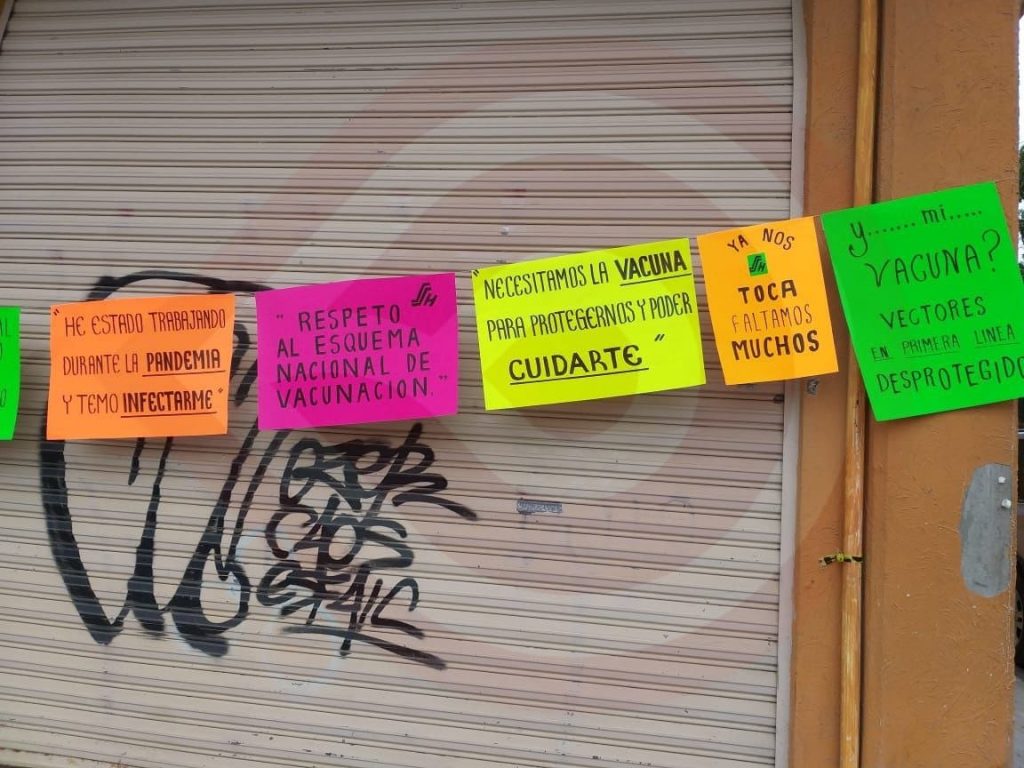 " HE ESTADO TRABAJANDO
DURANTE LA PANDEMIA
Y TEMO INFECTARME "
" RESPETO
AL ESQUEMA
NACIONAL DE
VACUNACION. "
" NECESITAMOS LA VACUNA
PARA PROTEGERNOS Y PODER
CUIDARTE "
YA NOS
TOCA
FALTAMOS
MUCHOS
Y....... mi.....
VACUNA?
VECTORES
EN PRIMERA LINEA
DESPROTEGIDO